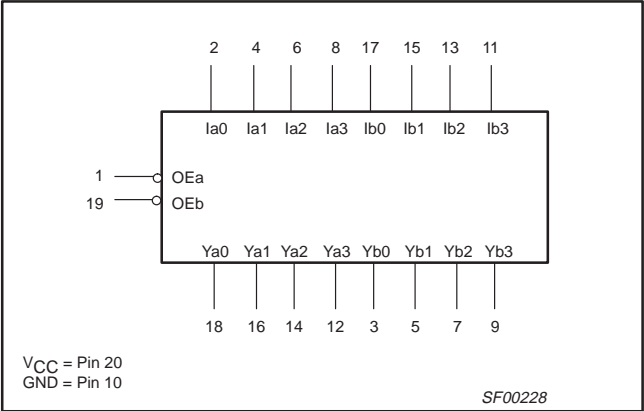 2 4 6 8 17 15 13 11
Ia0 Ia1 Ia2 Ia3 Ib0 Ib1 Ib2 Ib3
1 OEa
19 OEb
Ya0 Ya1 Ya2 Ya3 Yb0 Yb1 Yb2 Yb3
18 16 14 12 3 5 7 9
VCC = Pin 20
GND = Pin 10
SF00228